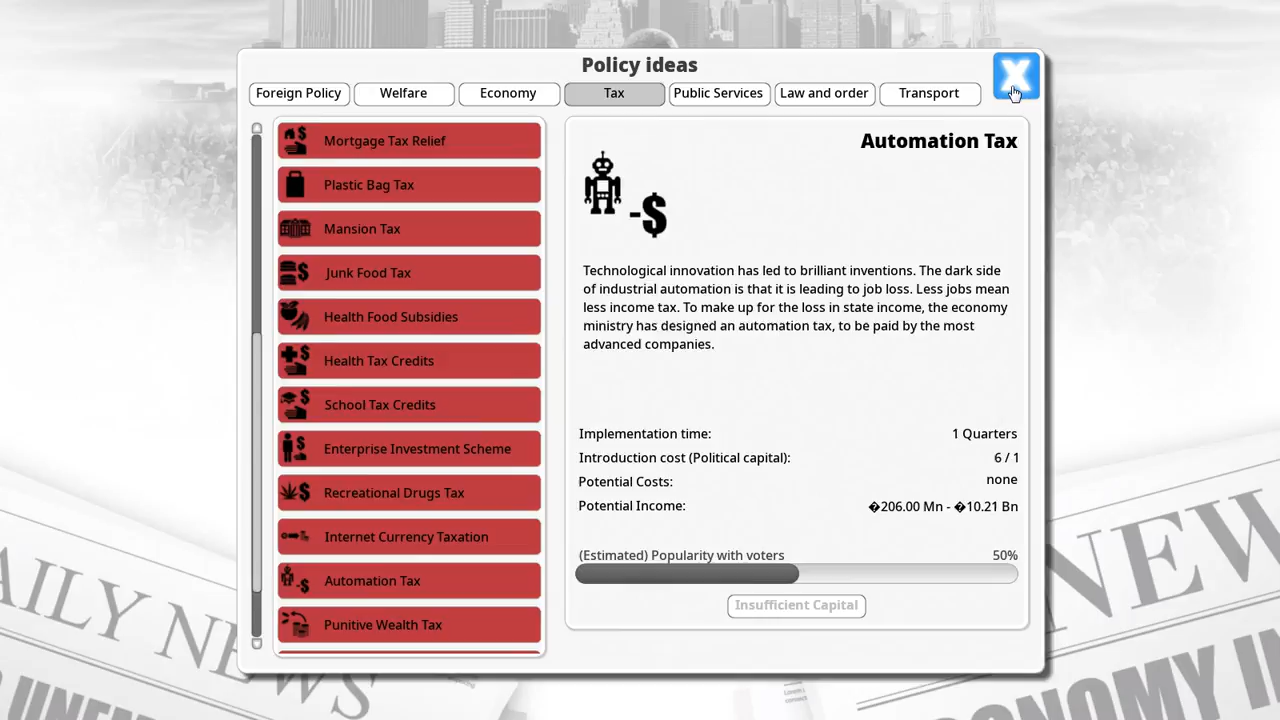 Policy ideas
Foreign Policy
Welfare
Economy
Tax
Public Services
Law and order
Transport
X
Mortgage Tax Relief
Plastic Bag Tax
Mansion Tax
Junk Food Tax
Health Food Subsidies
Health Tax Credits
School Tax Credits
Enterprise Investment Scheme
Recreational Drugs Tax
Internet Currency Taxation
Automation Tax
Punitive Wealth Tax
Automation Tax
-$
Technological innovation has led to brilliant inventions. The dark side
of industrial automation is that it is leading to job loss. Less jobs mean
less income tax. To make up for the loss in state income, the economy
ministry has designed an automation tax, to be paid by the most
advanced companies.
Implementation time: 1 Quarters
Introduction cost (Political capital): 6 / 1
Potential Costs: none
Potential Income: �206.00 Mn - �10.21 Bn
(Estimated) Popularity with voters 50%
Insufficient Capital
AILY NEWS
NEW
ONOMY IN